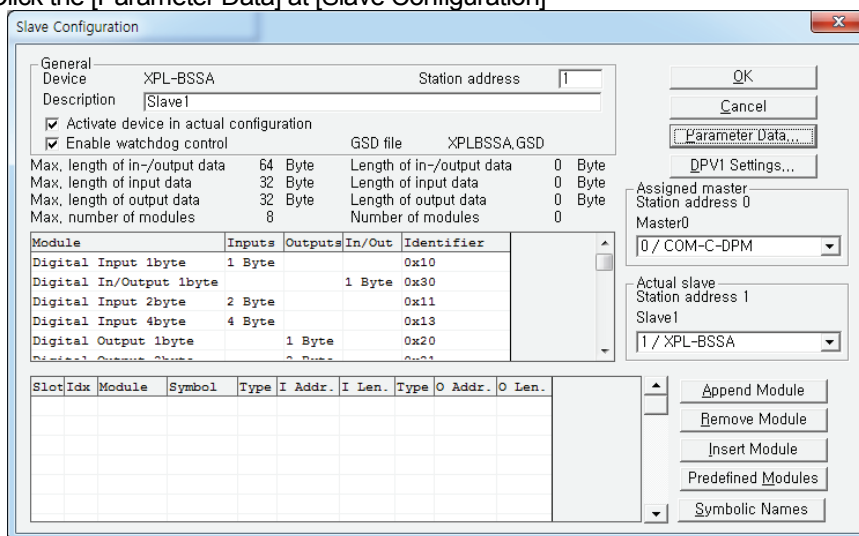 Click the [Parameter Data] at [Slave Configuration]
Slave Configuration
General
Device XPL-BSSA Station address 1
Description Slave1
Activate device in actual configuration
Enable watchdog control GSD file XPLBSSA,GSD
Max, length of in-/output data 64 Byte Length of in-/output data 0 Byte
Max, length of input data 32 Byte Length of input data 0 Byte
Max, length of output data 32 Byte Length of output data 0 Byte
Max, number of modules 8 Number of modules 0
OK
Cancel
Parameter Data,,,
DPV1 Settings,,,
Assigned master
Station address 0
Master0
0 / COM-C-DPM
Actual slave
Station address 1
Slave1
1 / XPL-BSSA
Module Inputs Outputs In/Out Identifier
Digital Input 1byte 1 Byte 0x10
Digital In/Output 1byte 1 Byte 0x30
Digital Input 2byte 2 Byte 0x11
Digital Input 4byte 4 Byte 0x13
Digital Output 1byte 1 Byte 0x20
Digital Output 2byte 2 Byte 0x21
Slot Idx Module Symbol Type I Addr. I Len. Type O Addr. O Len.
Append Module
Remove Module
Insert Module
Predefined Modules
Symbolic Names